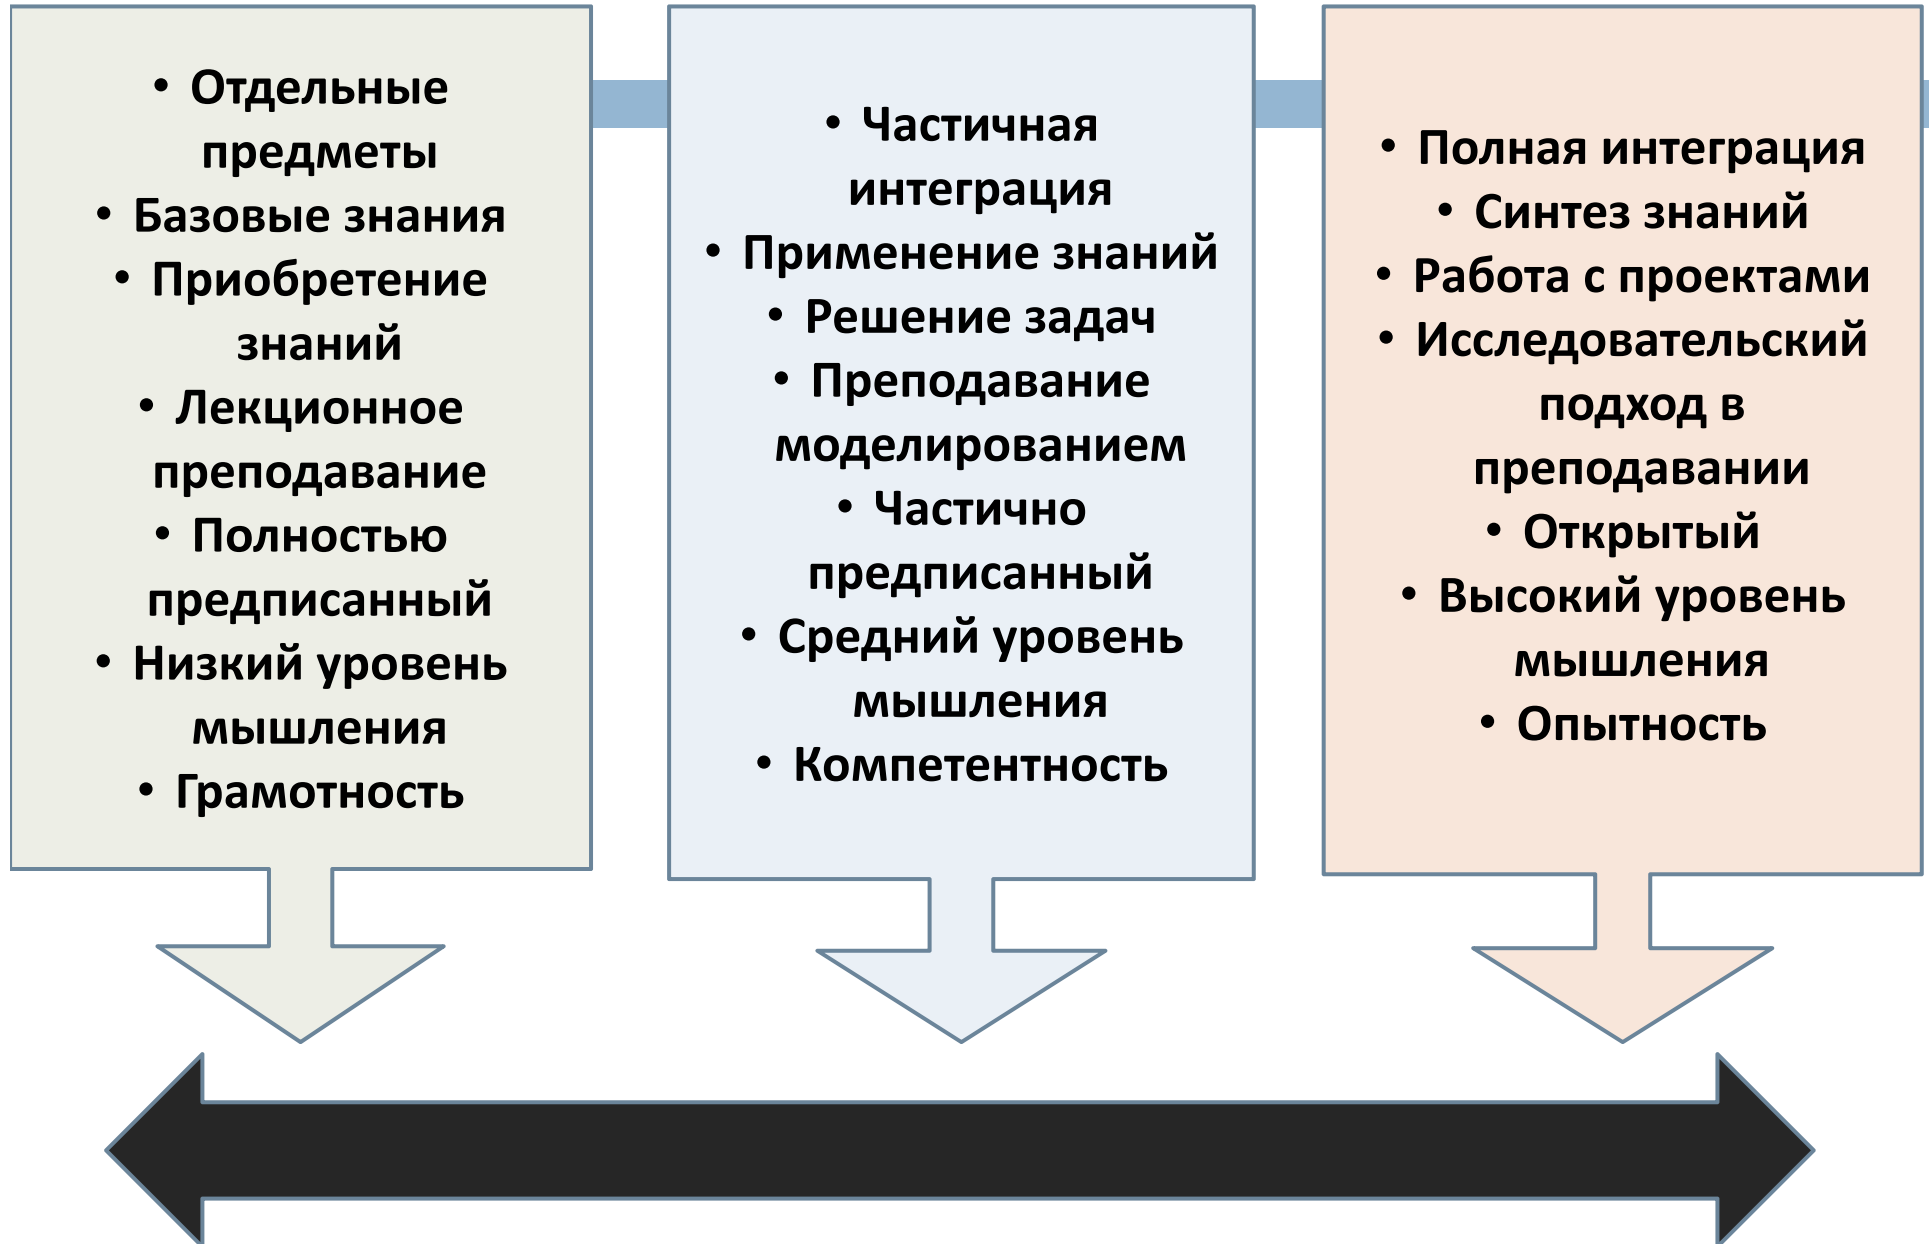 • Отдельные
предметы
• Базовые знания
• Приобретение
знаний
• Лекционное
преподавание
• Полностью
предписанный
• Низкий уровень
мышления
• Грамотность
• Частичная
интеграция
• Применение знаний
• Решение задач
• Преподавание
моделированием
• Частично
предписанный
• Средний уровень
мышления
• Компетентность
• Полная интеграция
• Синтез знаний
• Работа с проектами
• Исследовательский
подход в
преподавании
• Открытый
• Высокий уровень
мышления
• Опытность